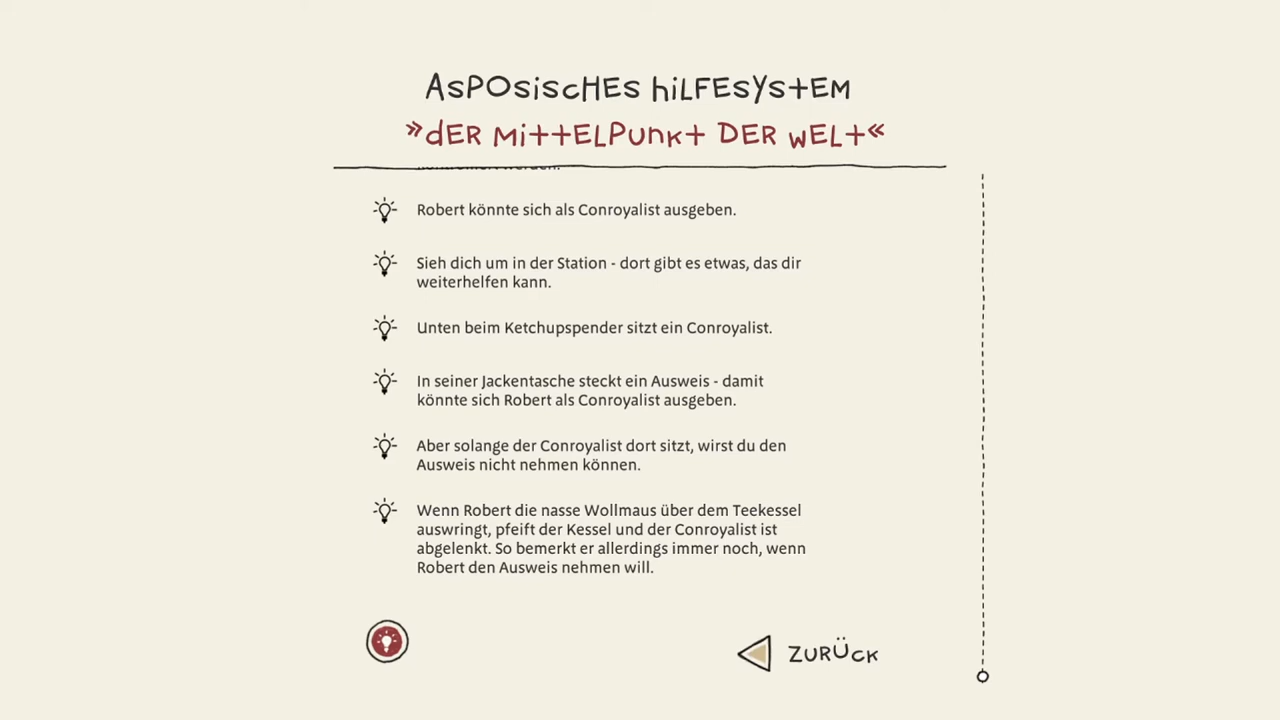 Asposisches Hilfesystem
»Der Mittelpunkt der Welt«
Robert könnte sich als Conroyalist ausgeben.
Sieh dich um in der Station - dort gibt es etwas, das dir
weiterhelfen kann.
Unten beim Ketchupspender sitzt ein Conroyalist.
In seiner Jackentasche steckt ein Ausweis - damit
könnte sich Robert als Conroyalist ausgeben.
Aber solange der Conroyalist dort sitzt, wirst du den
Ausweis nicht nehmen können.
Wenn Robert die nasse Wollmaus über dem Teekessel
auswringt, pfeift der Kessel und der Conroyalist ist
abgelenkt. So bemerkt er allerdings immer noch, wenn
Robert den Ausweis nehmen will.
Zurück